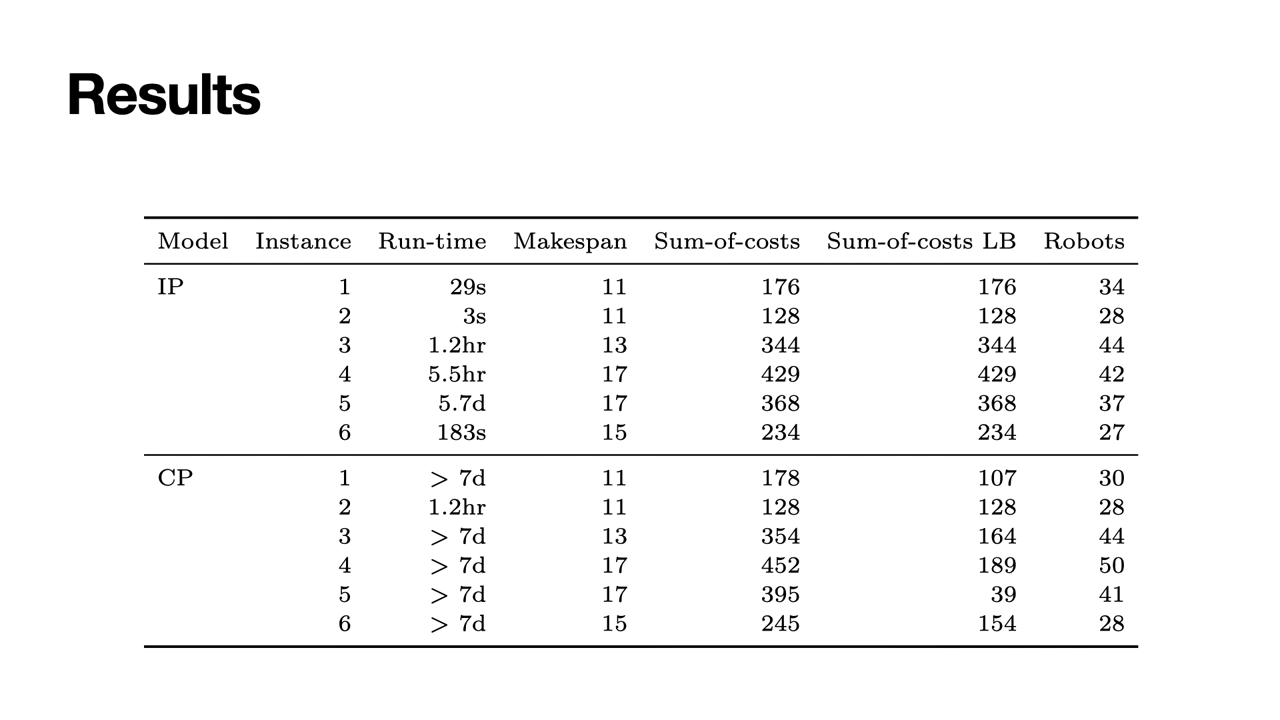 Results
Model Instance Run-time Makespan Sum-of-costs Sum-of-costs LB Robots
IP 1 29s 11 176 176 34
2 3s 11 128 128 28
3 1.2hr 13 344 344 44
4 5.5hr 17 429 429 42
5 5.7d 17 368 368 37
6 183s 15 234 234 27
CP 1 > 7d 11 178 107 30
2 1.2hr 11 128 128 28
3 > 7d 13 354 164 44
4 > 7d 17 452 189 50
5 > 7d 17 395 39 41
6 > 7d 15 245 154 28